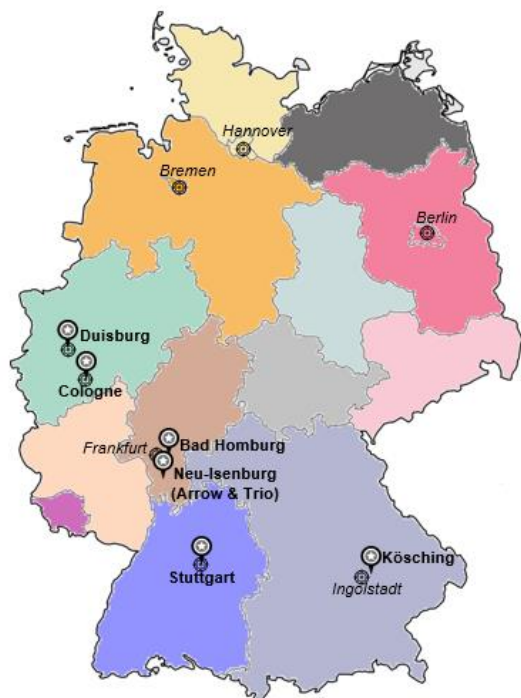 Hannover
Bremen
Berlin
Duisburg
Cologne
Bad Homburg
Frankfurt
Neu-Isenburg
(Arrow & Trio)
Kösching
Stuttgart
Ingolstadt